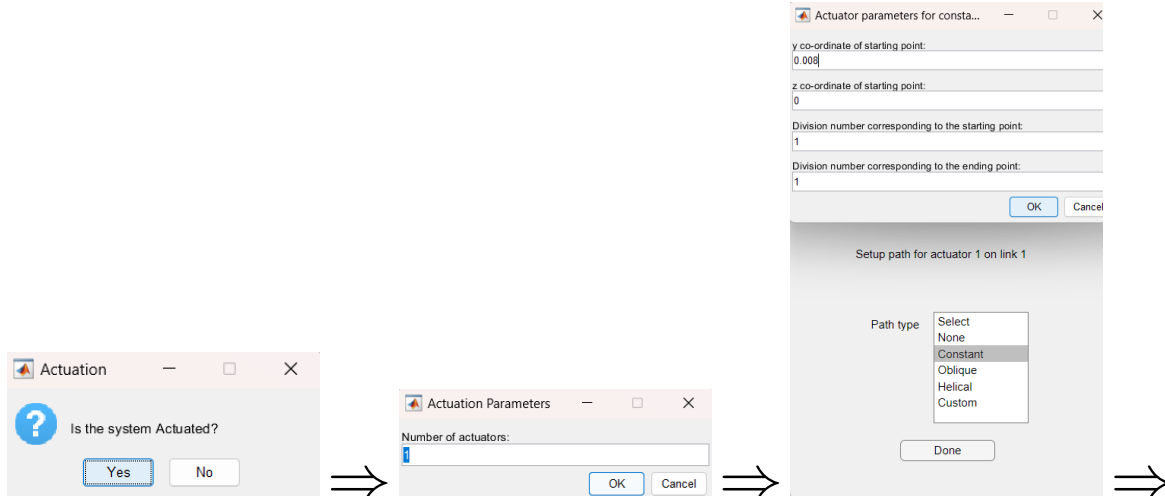 Actuation
Is the system Actuated?
Yes No
⇒
Actuation Parameters
Number of actuators:
1
OK Cancel
⇒
Actuator parameters for consta...
y co-ordinate of starting point:
0.008
z co-ordinate of starting point:
0
Division number corresponding to the starting point:
1
Division number corresponding to the ending point:
1
OK Cancel
Setup path for actuator 1 on link 1
Path type
Select
None
Constant
Oblique
Helical
Custom
Done
⇒